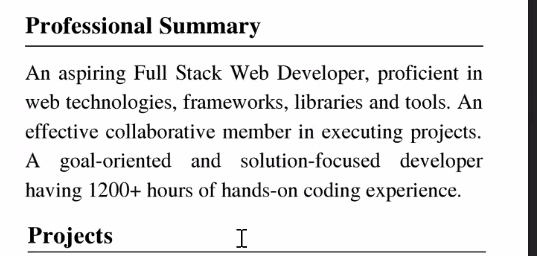 Professional Summary
An aspiring Full Stack Web Developer, proficient in
web technologies, frameworks, libraries and tools. An
effective collaborative member in executing projects.
A goal-oriented and solution-focused developer
having 1200+ hours of hands-on coding experience.
Projects